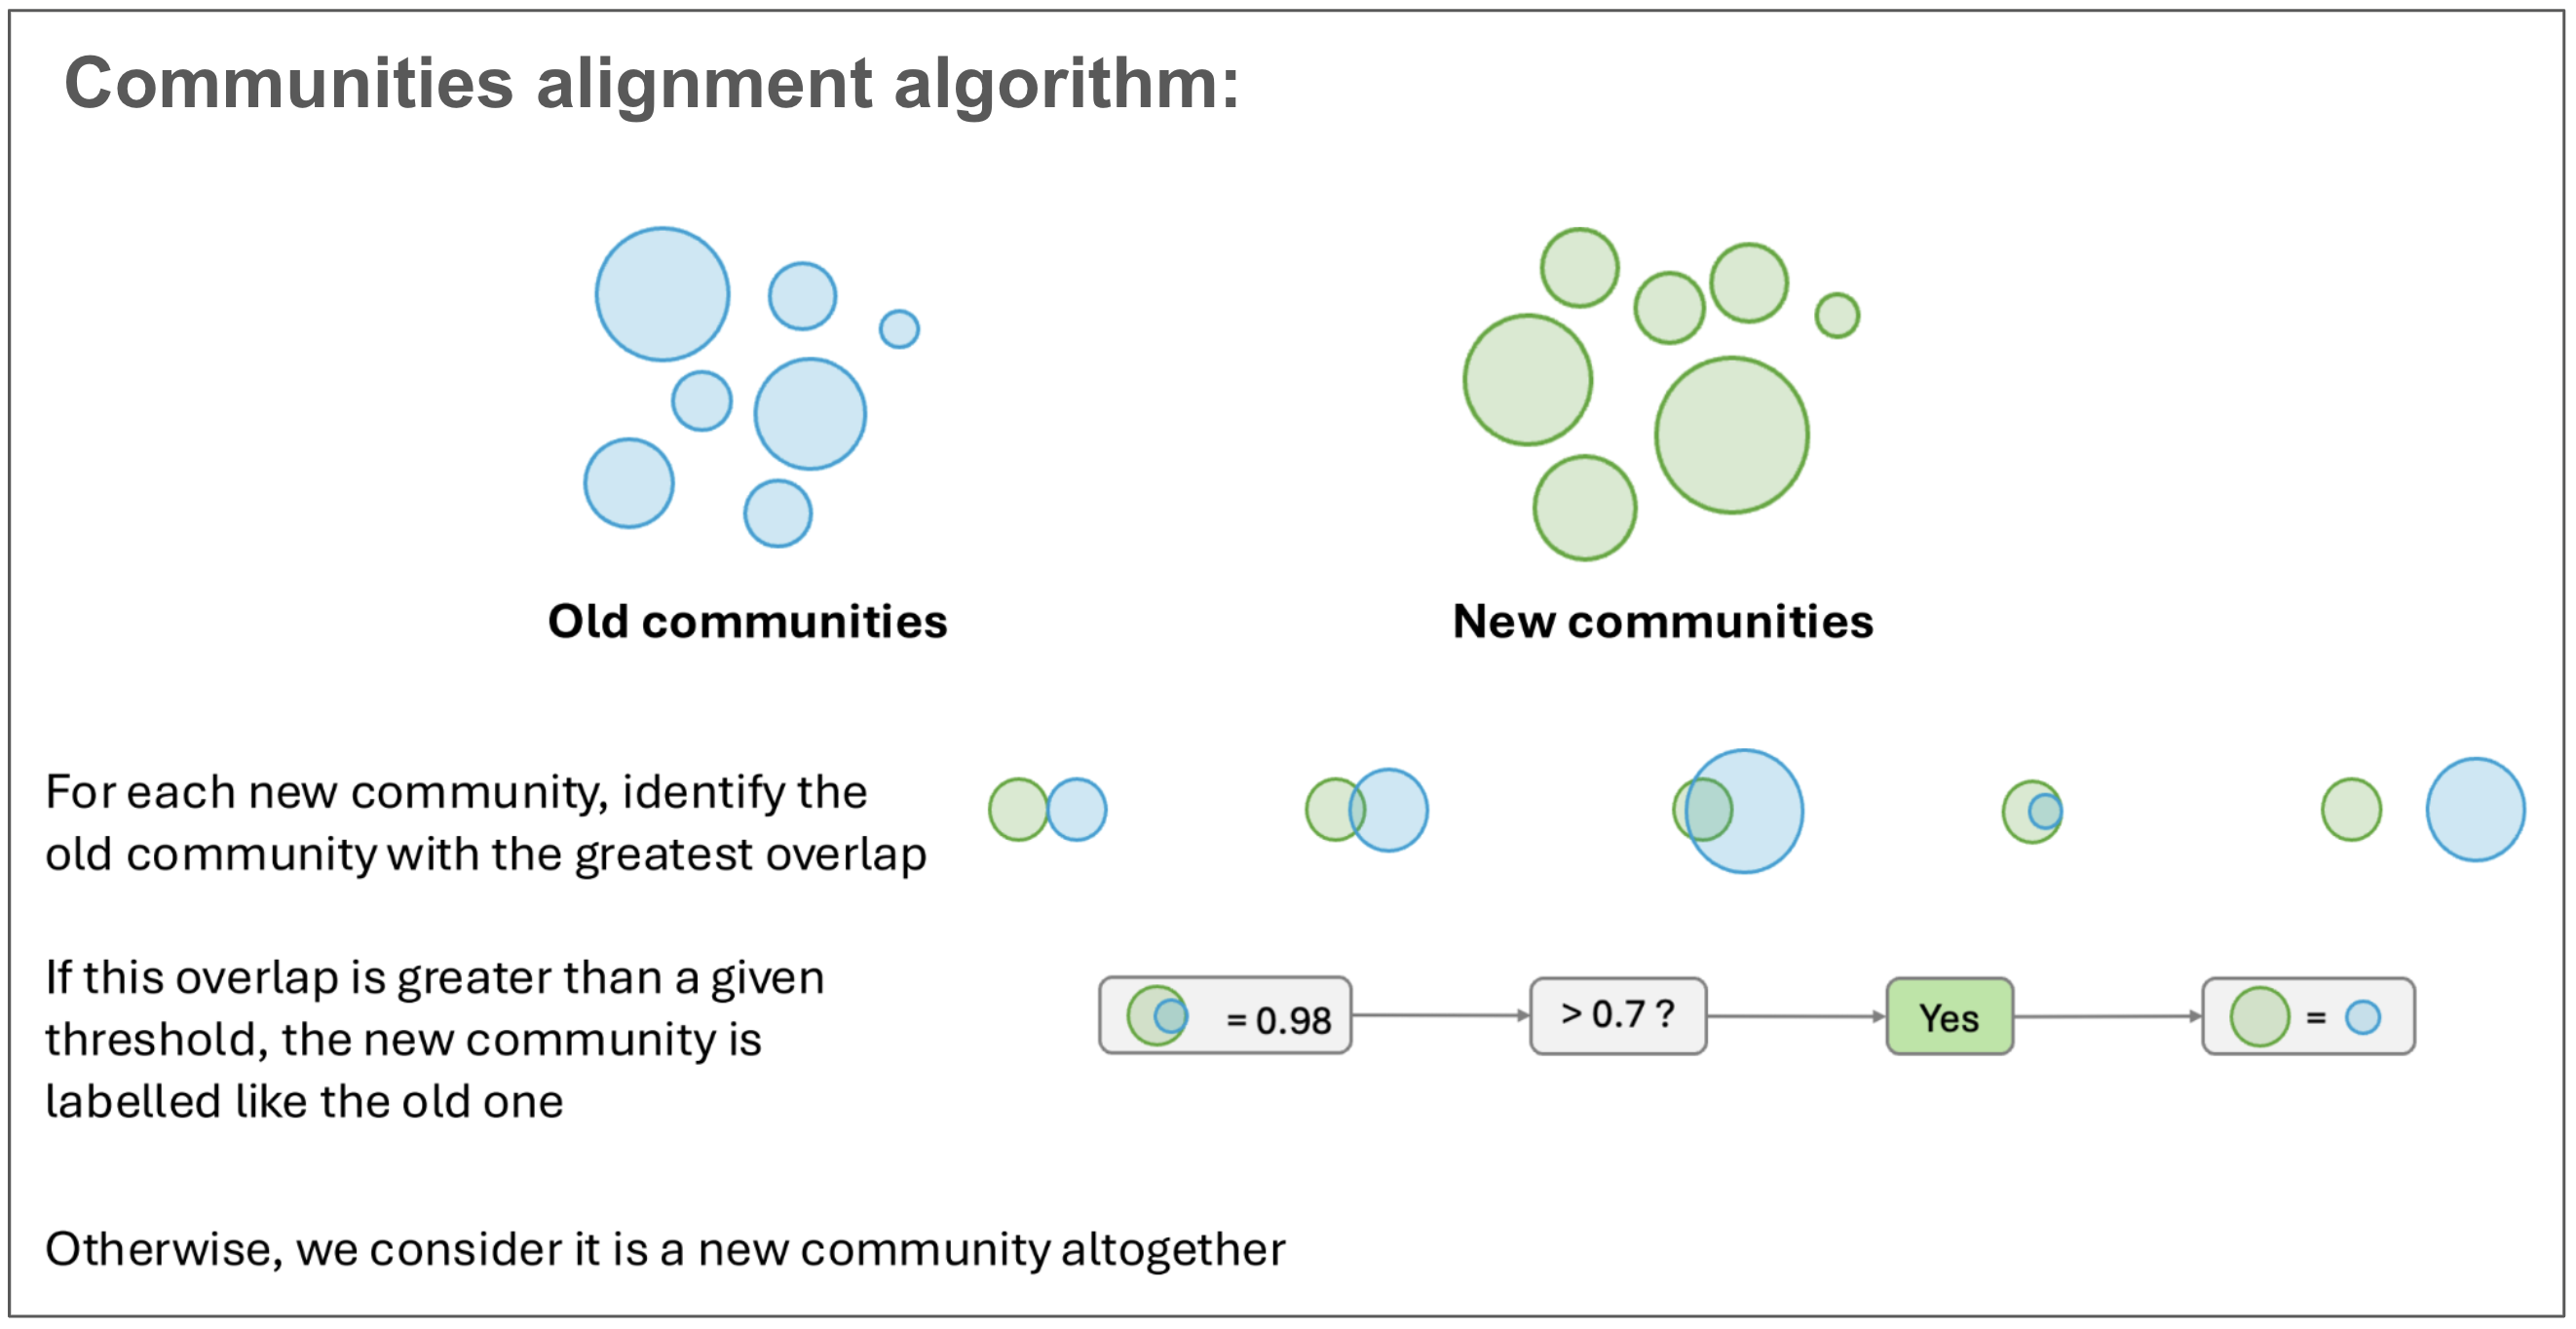 Communities alignment algorithm:
Old communities
New communities
For each new community, identify the
old community with the greatest overlap
If this overlap is greater than a given
threshold, the new community is
labelled like the old one
= 0.98
> 0.7 ?
Yes
=
Otherwise, we consider it is a new community altogether